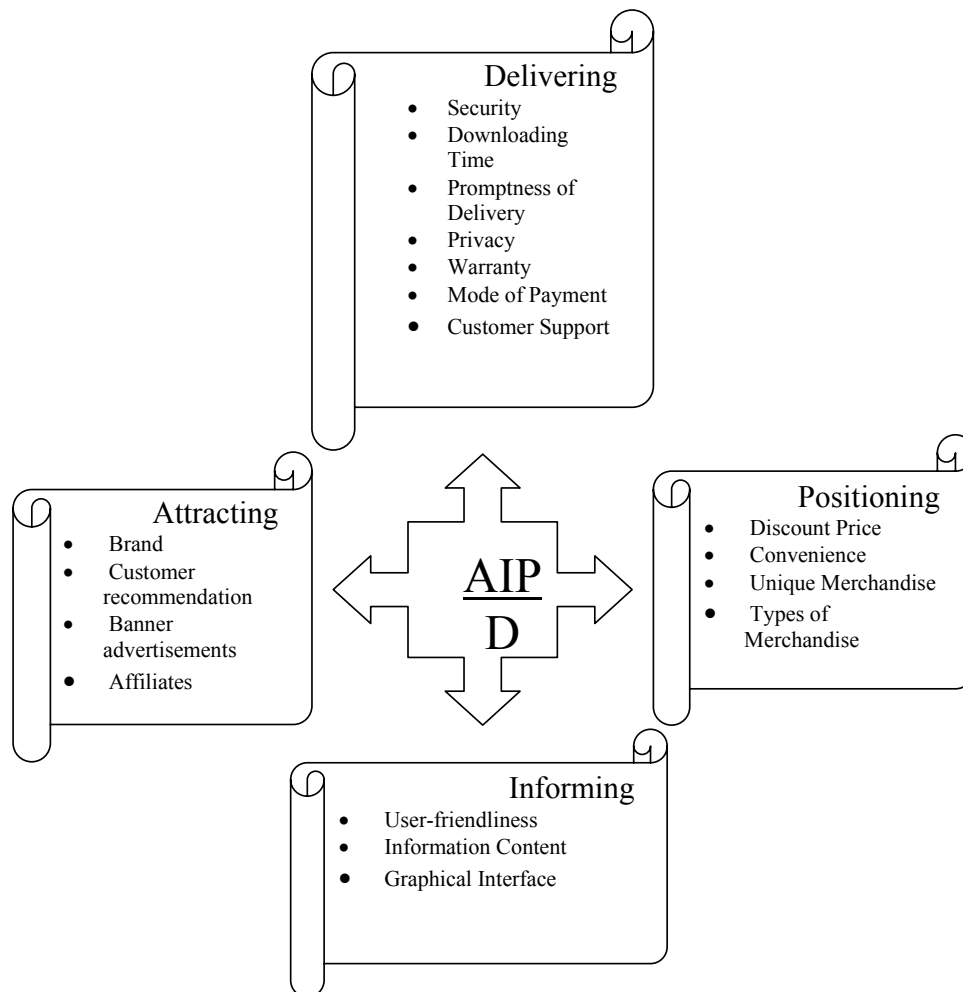 Delivering
• Security
• Downloading
Time
• Promptness of
Delivery
• Privacy
• Warranty
• Mode of Payment
• Customer Support
Attracting
• Brand
• Customer
recommendation
• Banner
advertisements
• Affiliates
AIP
D
Positioning
• Discount Price
• Convenience
• Unique Merchandise
• Types of
Merchandise
Informing
• User-friendliness
• Information Content
• Graphical Interface